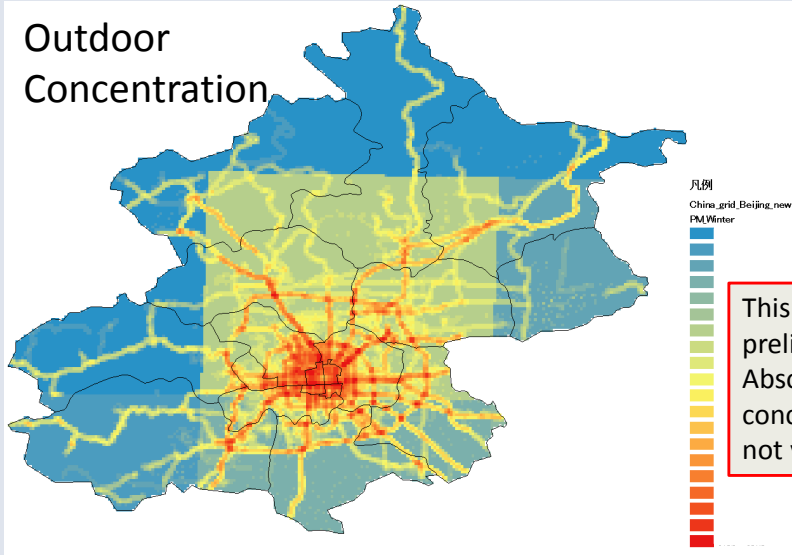 Outdoor
Concentration
凡例
China_grid_Beijing_new
PM_Winter
This
preli
Abso
conc
not